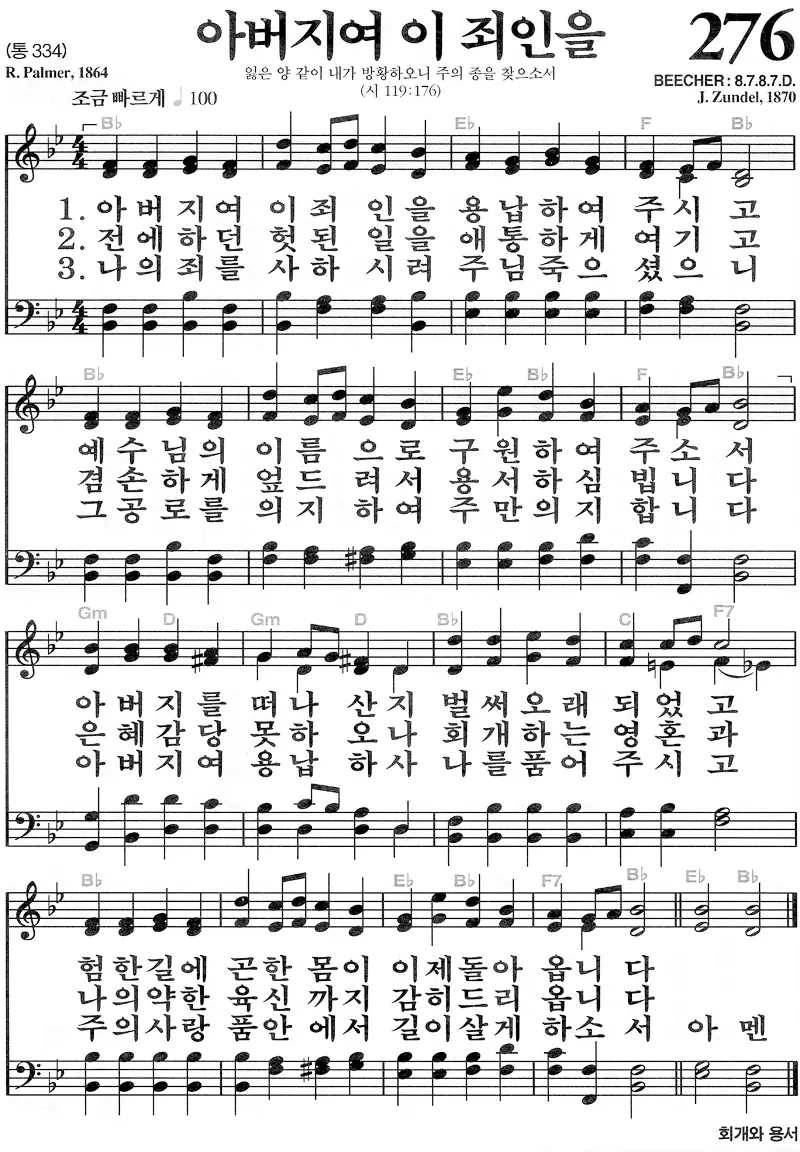 (통 334)
아버지여 이 죄인을
276
R. Palmer, 1864
잃은 양 같이 내가 방황하오니 주의 종을 찾으소서
(시 119:176)
BEECHER: 8.7.8.7.D.
J. Zundel, 1870
조금 빠르게 ♩ 100
B♭ E♭ F B♭
1. 아버지여 이죄 인을 용납하여 주시고
2. 전에하던 헛된 일을 애통하게 여기고
3. 나의죄를 사하 시려 주님죽으 셨으니
B♭ E♭ B♭ F B♭
예수님의 이름 으로 구원하여 주소서
겸손하게 엎드 려서 용서하심 빕니다
그공로를 의지 하여 주만의지 합니다
Gm D Gm D B♭ C F7
아버지를 떠나 산지 벌써오래 되었고
은혜감당 못하 오나 회개하는 영혼과
아버지여 용납 하사 나를품어 주시고
B♭ E♭ B♭ F7 B♭ E♭ B♭
험한길에 곤한 몸이 이제돌아 옵니다
나의약한 육신 까지 감히드리 옵니다
주의사랑 품안 에서 길이살게 하소서 아멘
회개와 용서